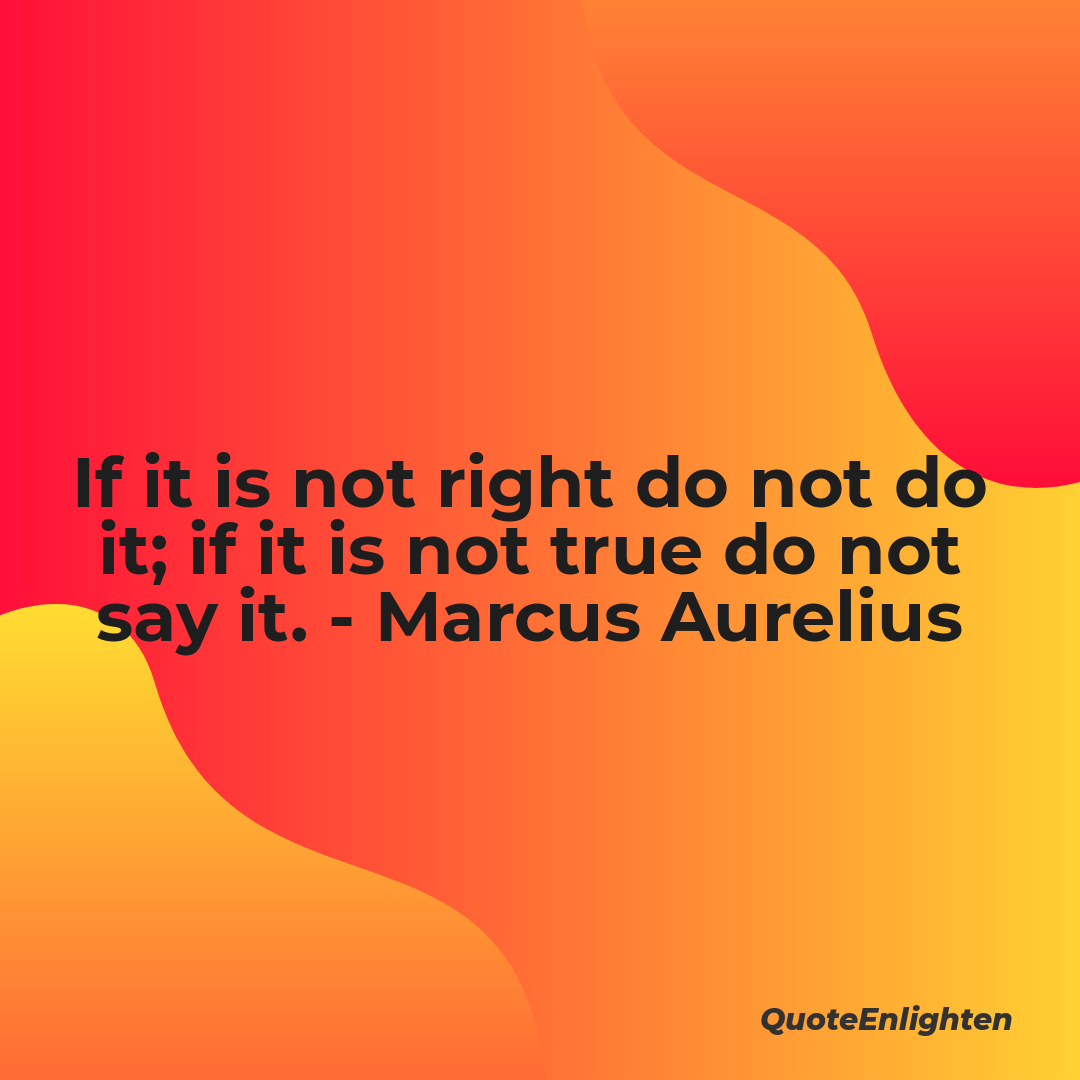 If it is not right do not do
it; if it is not true do not
say it. - Marcus Aurelius
QuoteEnlighten